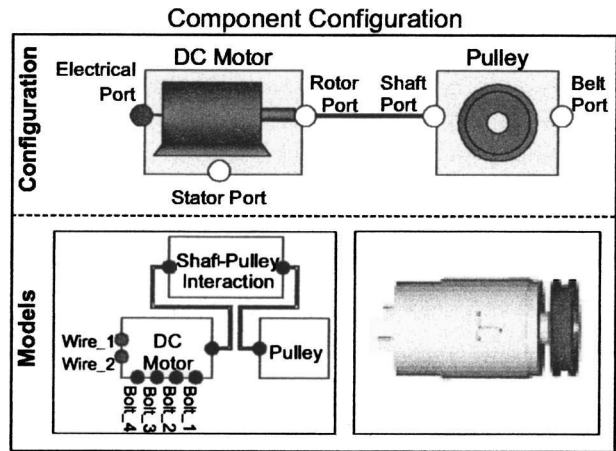 Component Configuration
DC Motor
Pulley
Electrical
Port
Rotor
Port
Shaft
Port
Belt
Port
Stator Port
Configuration
Models
Shaft-Pulley
Interaction
Wire_1
Wire_2
DC
Motor
Pulley
Bolt_4
Bolt_3
Bolt_2
Bolt_1